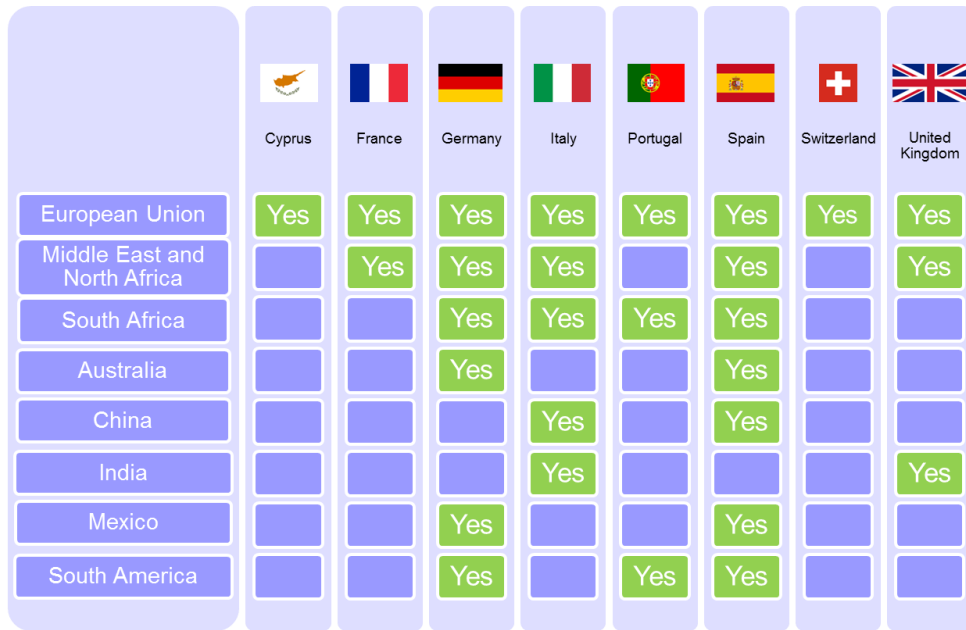 Cyprus France Germany Italy Portugal Spain Switzerland United
Kingdom
European Union Yes Yes Yes Yes Yes Yes Yes Yes
Middle East and
North Africa Yes Yes Yes Yes Yes
South Africa Yes Yes Yes Yes
Australia Yes Yes
China Yes Yes
India Yes Yes
Mexico Yes Yes
South America Yes Yes Yes